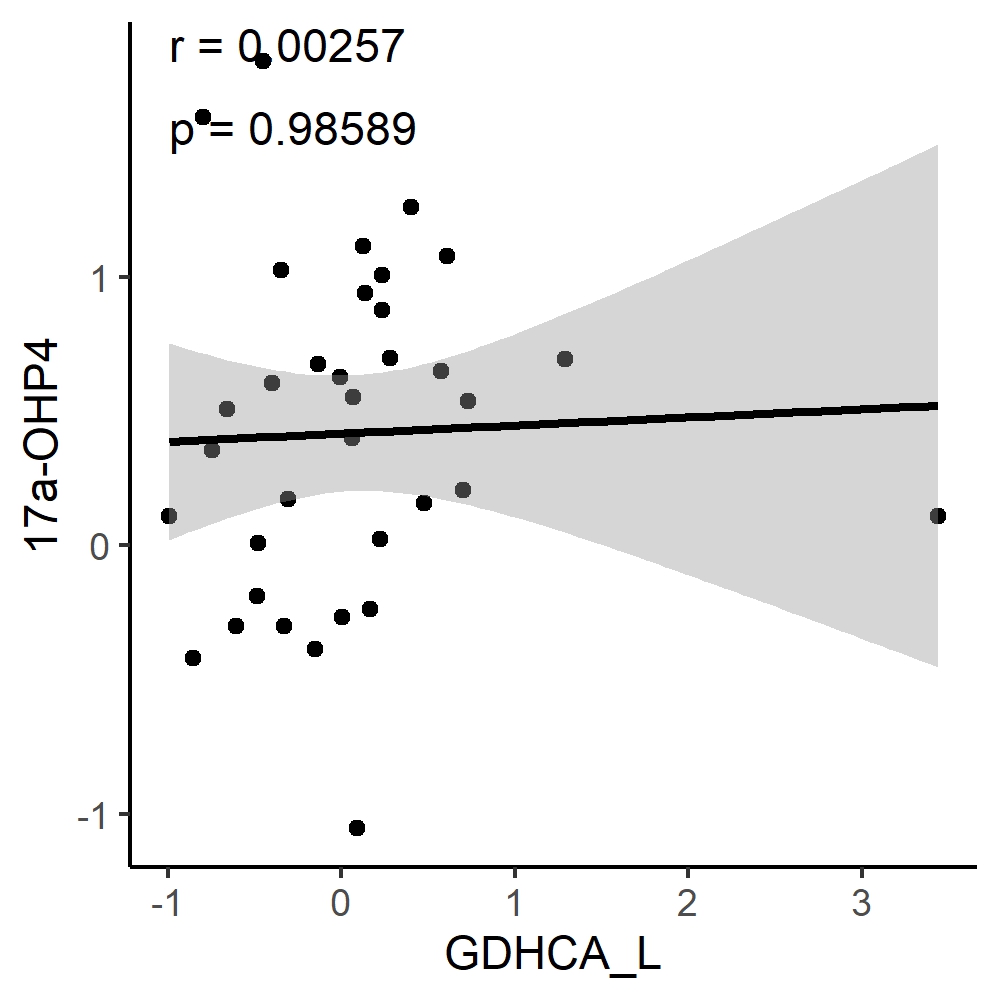 r = 0.00257
p = 0.98589
17a-OHP4
1
0
-1
-1 0 1 2 3
GDHCA_L